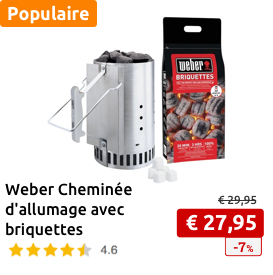 Populaire
weber
BRIQUETTES
Weber Cheminée
d'allumage avec
briquettes
€ 29,95
€ 27,95
-7%
4.6